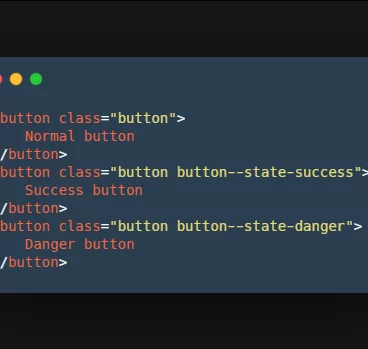 button class="button">
Normal button
/button>
button class="button button--state-success">
Success button
/button>
button class="button button--state-danger">
Danger button
/button>